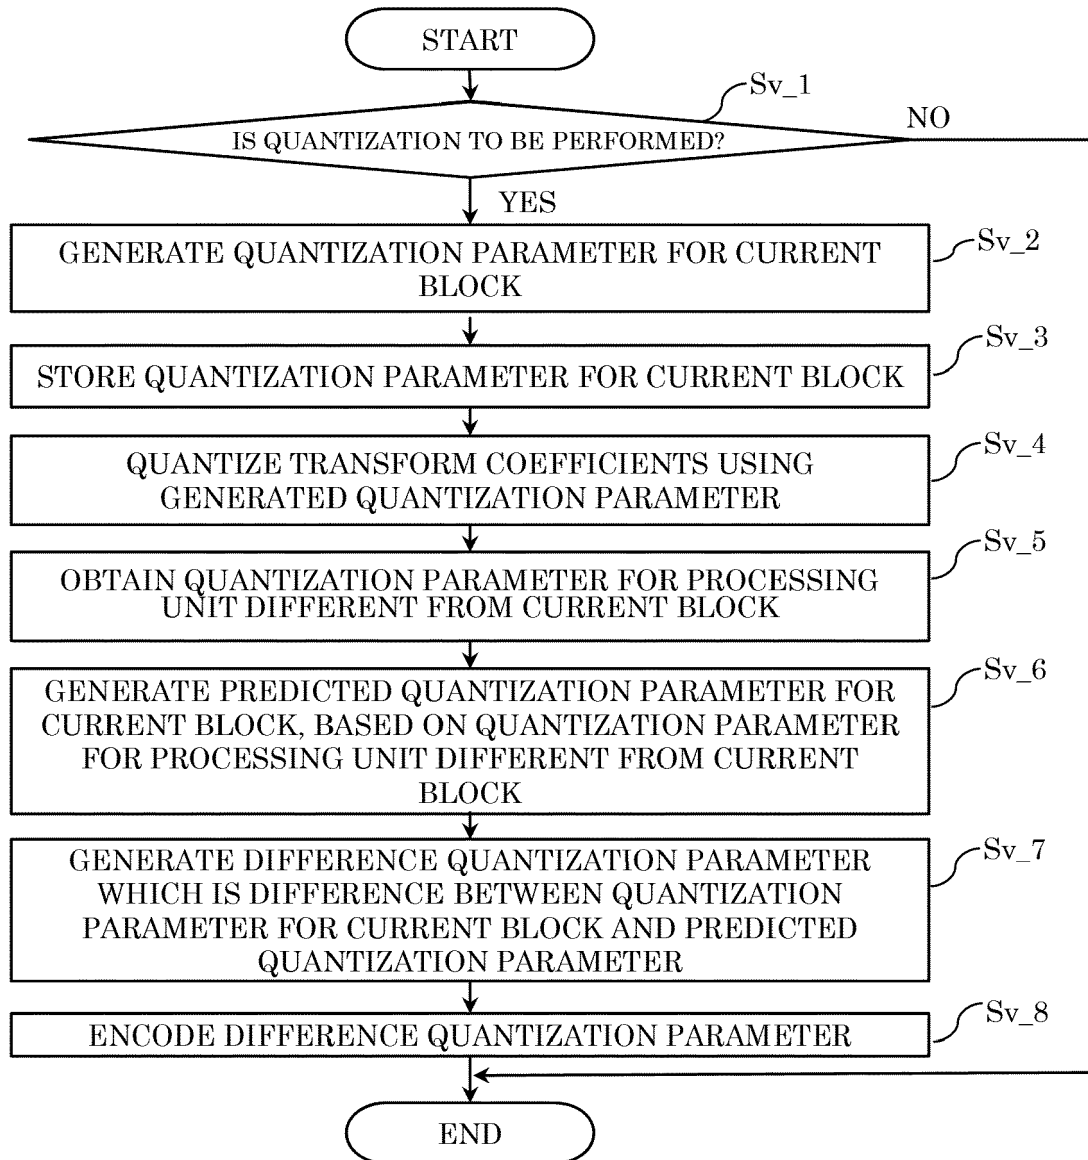 START
Sv_1
NO
IS QUANTIZATION TO BE PERFORMED?
YES
GENERATE QUANTIZATION PARAMETER FOR CURRENT
BLOCK
Sv_2
STORE QUANTIZATION PARAMETER FOR CURRENT BLOCK
Sv_3
QUANTIZE TRANSFORM COEFFICIENTS USING
GENERATED QUANTIZATION PARAMETER
Sv_4
OBTAIN QUANTIZATION PARAMETER FOR PROCESSING
UNIT DIFFERENT FROM CURRENT BLOCK
Sv_5
GENERATE PREDICTED QUANTIZATION PARAMETER FOR
CURRENT BLOCK, BASED ON QUANTIZATION PARAMETER
FOR PROCESSING UNIT DIFFERENT FROM CURRENT
BLOCK
Sv_6
GENERATE DIFFERENCE QUANTIZATION PARAMETER
WHICH IS DIFFERENCE BETWEEN QUANTIZATION
PARAMETER FOR CURRENT BLOCK AND PREDICTED
QUANTIZATION PARAMETER
Sv_7
ENCODE DIFFERENCE QUANTIZATION PARAMETER
Sv_8
END